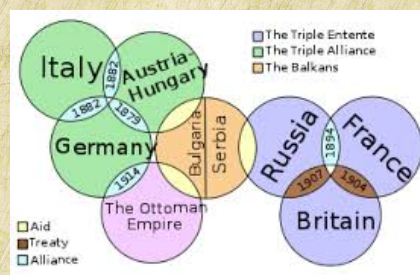 The Triple Entente
The Triple Alliance
The Balkans
Italy
1882
Austria-
Hungary
1882
1879
Germany
Bulgaria
Serbia
Russia
1894
France
1914
The Ottoman
Empire
1907
1904
Britain
Aid
Treaty
Alliance